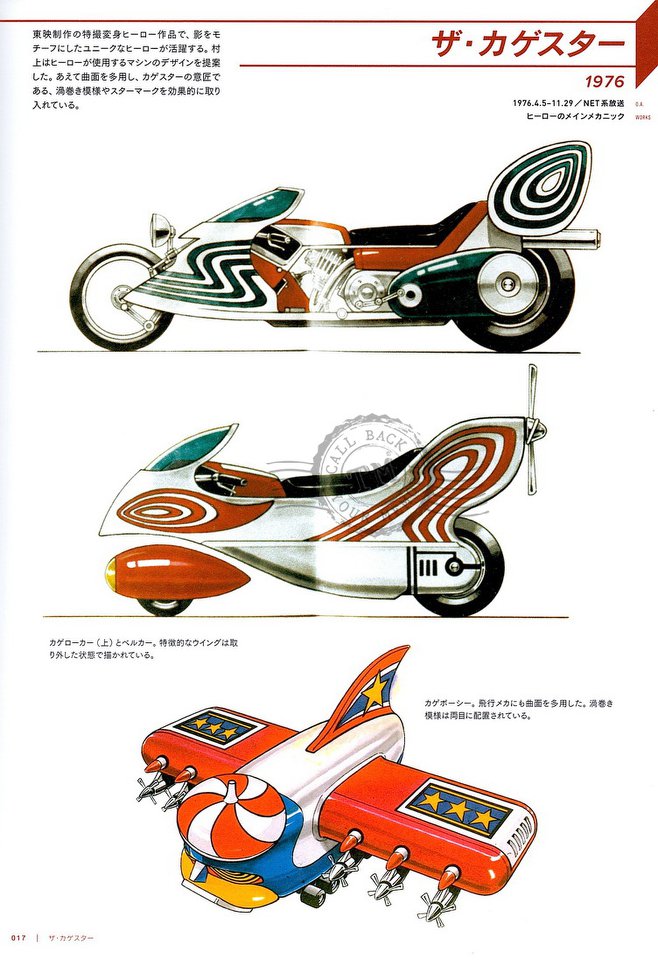 東映制作の特撮変身ヒーロー作品で、影をモ
チーフにしたユニークなヒーローが活躍する。村
上はヒーローが使用するマシンのデザインを提案
した。あえて曲面を多用し、カゲスターの意匠で
ある、渦巻き模様やスターマークを効果的に取り
入れている。
ザ・カゲスター
1976
1976.4.5–11.29／NET系放送
O.A.
ヒーローのメインメカニック
WORKS
CALL BACK
カゲローカー（上）とベルカー。特徴的なウイングは取
り外した状態で描かれている。
カゲボーシー。飛行メカにも曲面を多用した。渦巻き
模様は両目に配置されている。
017 | ザ・カゲスター